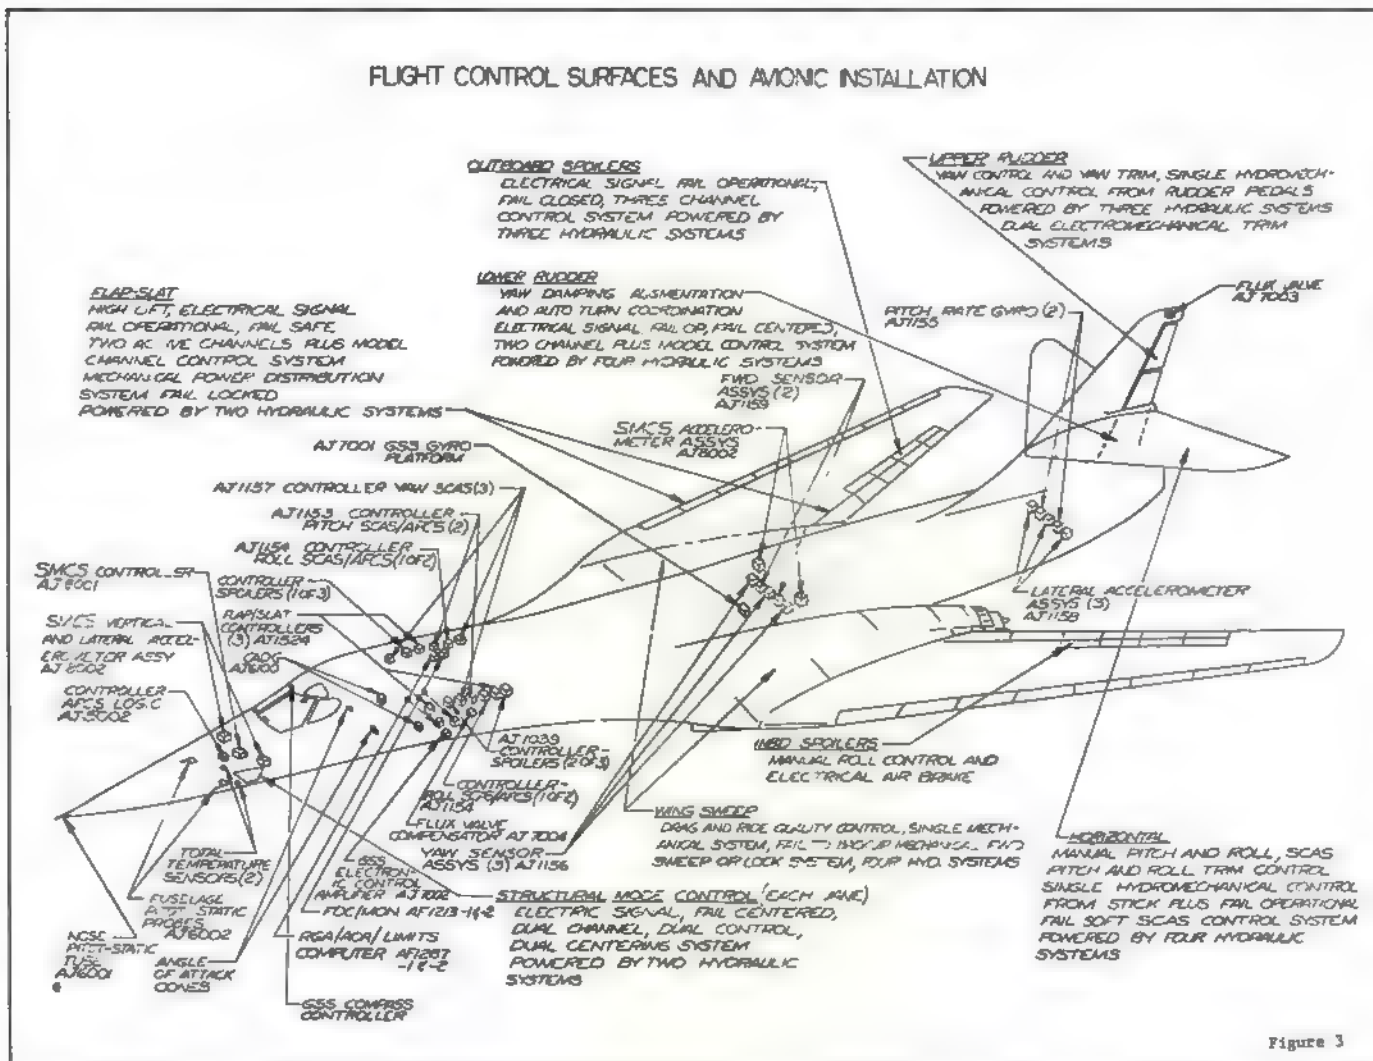 FLIGHT CONTROL SURFACES AND AVIONIC INSTALLATION
OUTBOARD SPOILERS
ELECTRICAL SIGNAL FAIL OPERATIONAL,
FAIL CLOSED, THREE CHANNEL
CONTROL SYSTEM POWERED BY
THREE HYDRAULIC SYSTEMS
UPPER RUDDER
YAW CONTROL AND YAW TRIM, SINGLE HYDROMECH-
ANICAL CONTROL FROM RUDDER PEDALS
POWERED BY THREE HYDRAULIC SYSTEMS
DUAL ELECTROMECHANICAL TRIM
SYSTEMS
FLAP-SLAT
HIGH LIFT, ELECTRICAL SIGNAL
FAIL OPERATIONAL, FAIL SAFE
TWO AC IVE CHANNELS PLUS MODEL
CHANNEL CONTROL SYSTEM
MECHANICAL POWER DISTRIBUTION
SYSTEM FAIL LOCKED
POWERED BY TWO HYDRAULIC SYSTEMS
LOWER RUDDER
YAW DAMPING AUGMENTATION
AND AUTO TURN COORDINATION
ELECTRICAL SIGNAL FAIL OP, FAIL CENTERED,
TWO CHANNEL PLUS MODEL CONTROL SYSTEM
POWERED BY FOUR HYDRAULIC SYSTEMS
FLUX VALVE
AJ7003
PITCH RATE GYRO (2)
AJ1155
FWD SENSOR
ASSYS (2)
AJ1159
SMCS ACCELERO-
METER ASSYS
AJ8002
AJ7001 GSS GYRO
PLATFORM
AJ1157 CONTROLLER YAW SCAS (3)
AJ1153 CONTROLLER
PITCH SCAS/AFCS (2)
AJ1154 CONTROLLER
ROLL SCAS/AFCS (1 OF 2)
SMCS CONTROLLER
AJ8001
CONTROLLER
SPOILERS (1 OF 3)
FLAP/SLAT
CONTROLLERS
(3) AJ1524
SMCS VERTICAL
AND LATERAL ACCEL-
EROMETER ASSY
AJ8002
CADC
AJ6100
CONTROLLER
AFCS LOGIC
AJ5002
LATERAL ACCELEROMETER
ASSYS (3)
AJ1158
AJ1039
CONTROLLER-
SPOILERS (2 OF 3)
INBD SPOILERS
MANUAL ROLL CONTROL AND
ELECTRICAL AIR BRAKE
CONTROLLER-
ROLL SCAS/AFCS (1 OF 2)
AJ1154
FLUX VALVE
COMPENSATOR AJ7004
YAW SENSOR
ASSYS (3) AJ1156
WING SWEEP
DRAG AND RIDE QUALITY CONTROL, SINGLE MECH-
ANICAL SYSTEM, FAIL TO BACKUP MECHANICAL FWD
SWEEP OR LOCK SYSTEM, FOUR HYD. SYSTEMS
HORIZONTAL
MANUAL PITCH AND ROLL, SCAS
PITCH AND ROLL TRIM CONTROL
SINGLE HYDROMECHANICAL CONTROL
FROM STICK PLUS FAIL OPERATIONAL
FAIL SOFT SCAS CONTROL SYSTEM
POWERED BY FOUR HYDRAULIC
SYSTEMS
TOTAL
TEMPERATURE
SENSORS (2)
GSS
ELECTRON-
IC CONTROL
AMPLIFIER AJ7002
STRUCTURAL MODE CONTROL (EACH VANE)
ELECTRIC SIGNAL, FAIL CENTERED,
DUAL CHANNEL, DUAL CONTROL,
DUAL CENTERING SYSTEM
POWERED BY TWO HYDRAULIC
SYSTEMS
FUSELAGE
PITOT STATIC
PROBES
AJ6002
FDC/MON AF1213-1&-2
NOSE
PITOT-STATIC
TUBE
AJ6001
ANGLE
OF ATTACK
CONES
COMPUTER AF1287
-1&-2
GSS COMPASS
CONTROLLER
Figure 3